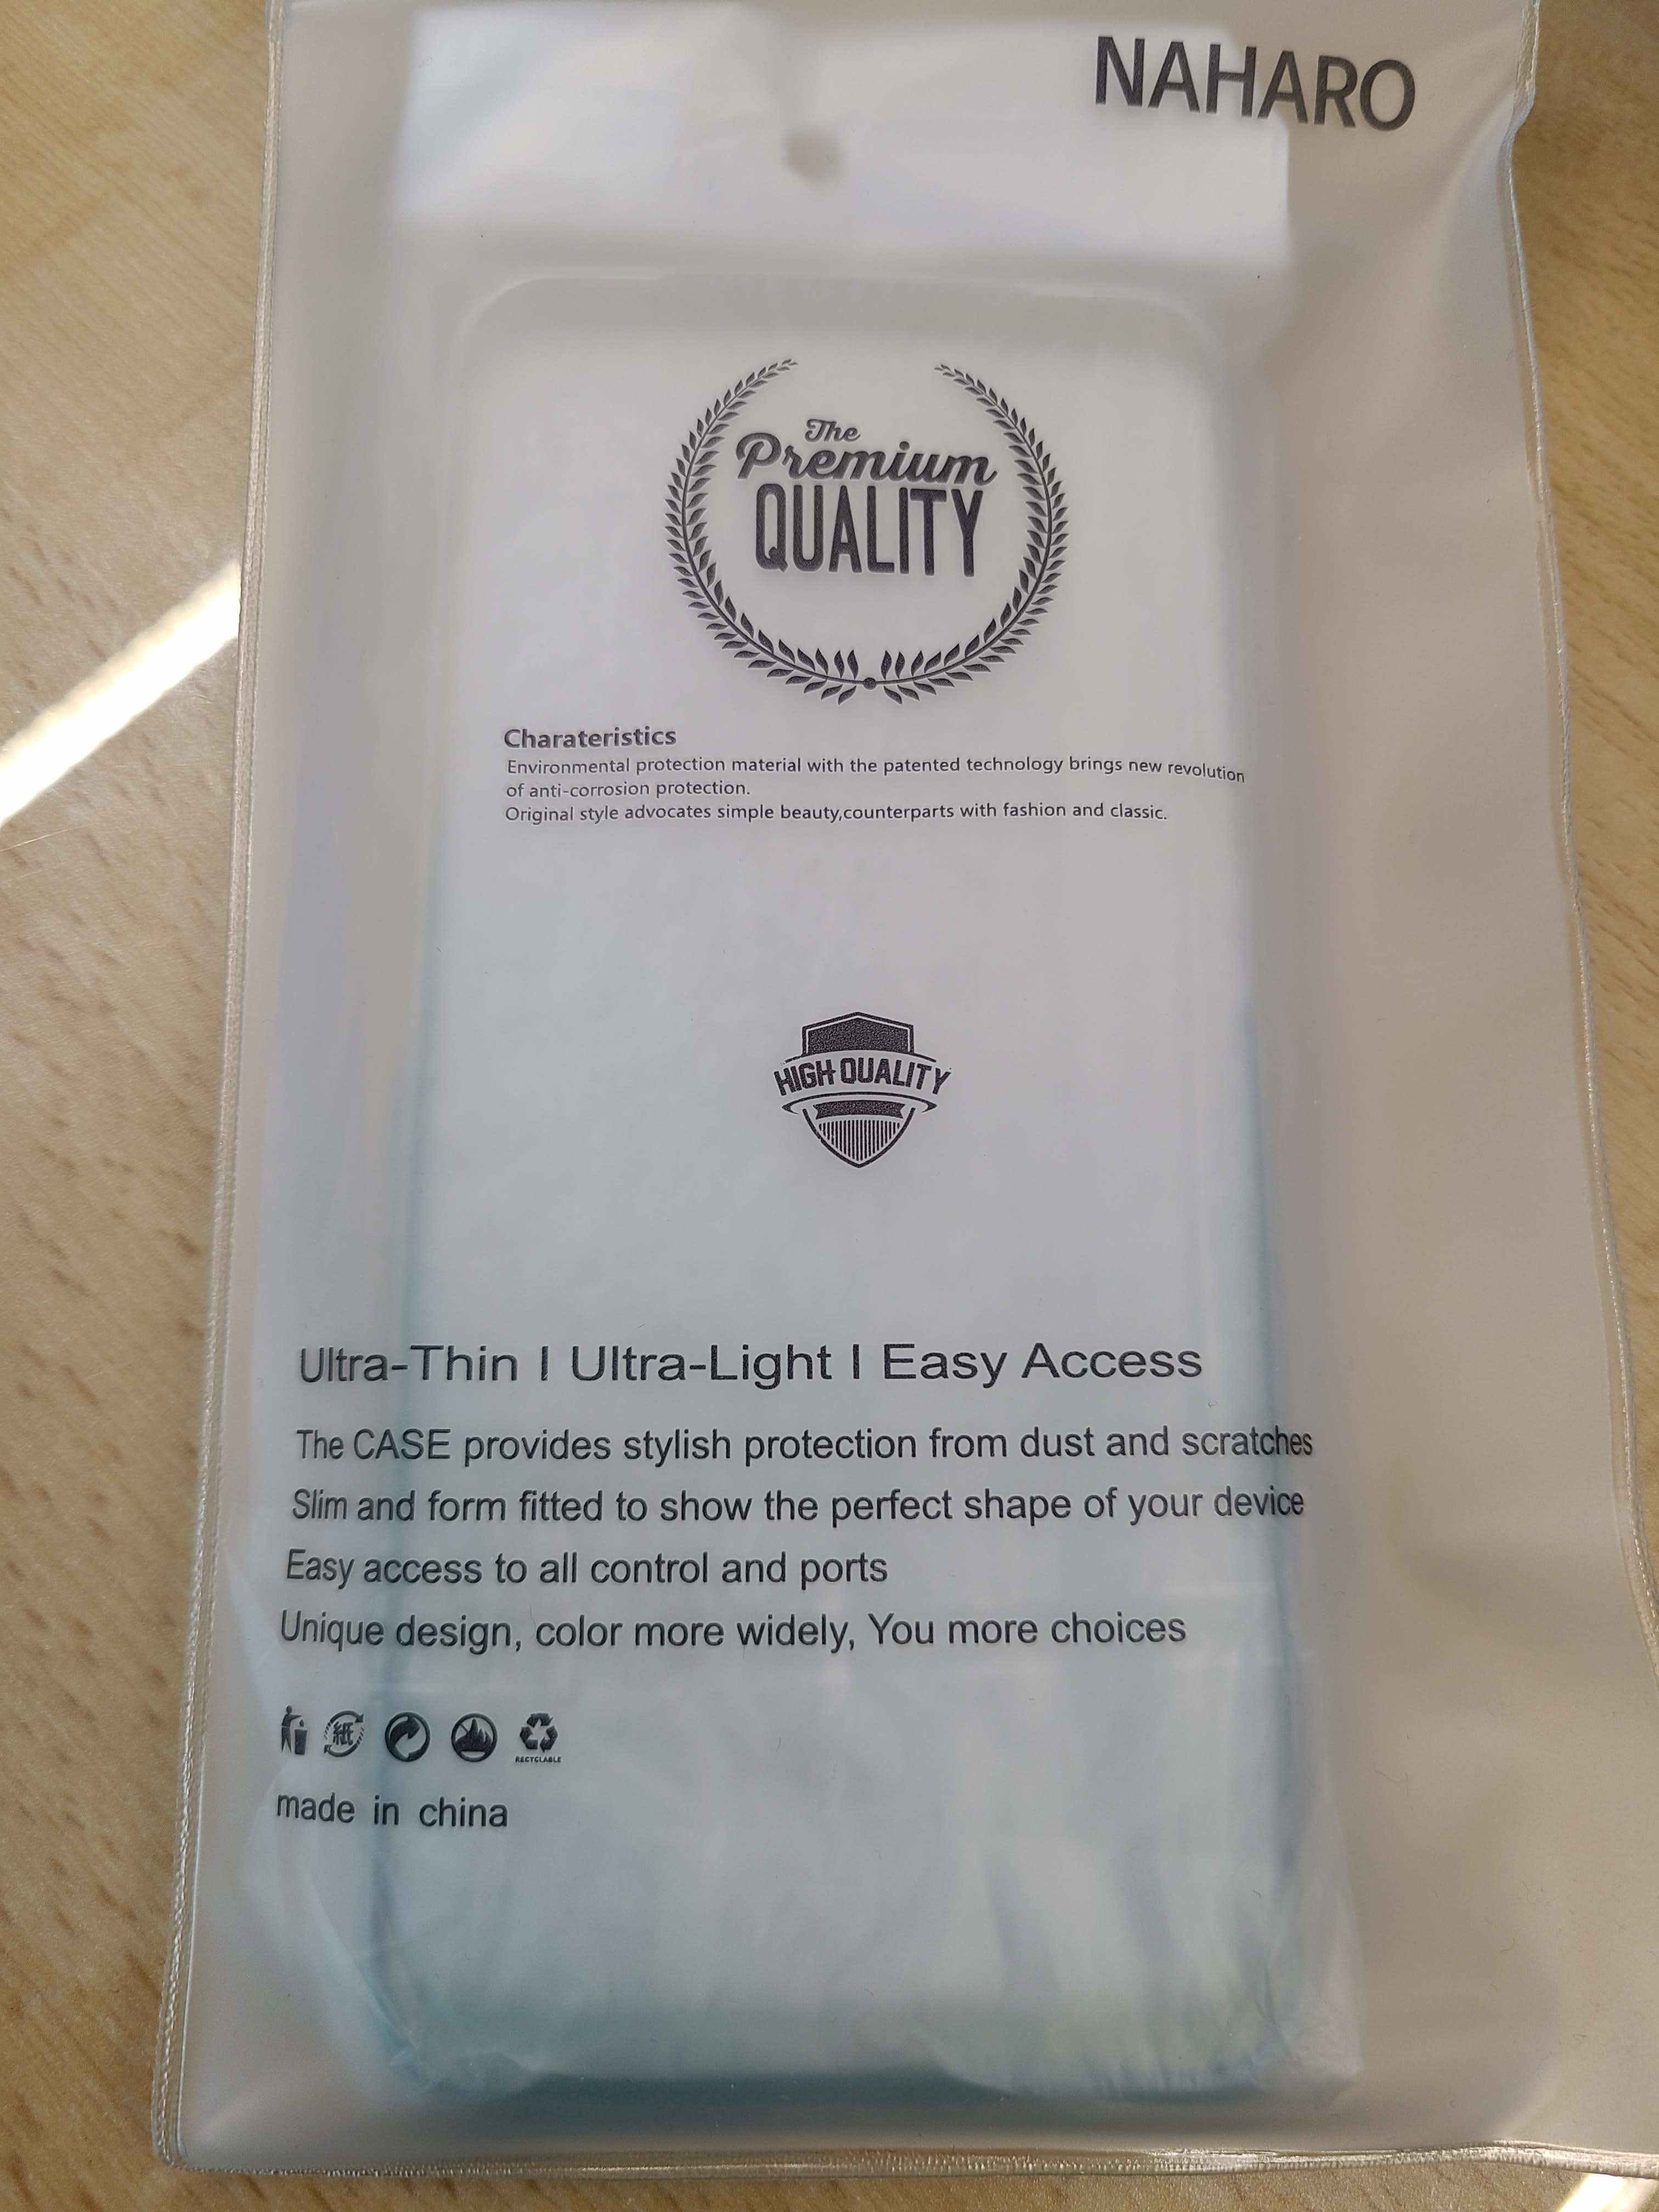 NAHARO
The
Premium
QUALITY
Charateristics
Environmental protection material with the patented technology brings new revolution
of anti-corrosion protection.
Original style advocates simple beauty,counterparts with fashion and classic.
HIGH QUALITY
Ultra-Thin I Ultra-Light I Easy Access
The CASE provides stylish protection from dust and scratches
Slim and form fitted to show the perfect shape of your device
Easy access to all control and ports
Unique design, color more widely, You more choices
紙
RECYCLABLE
made in china